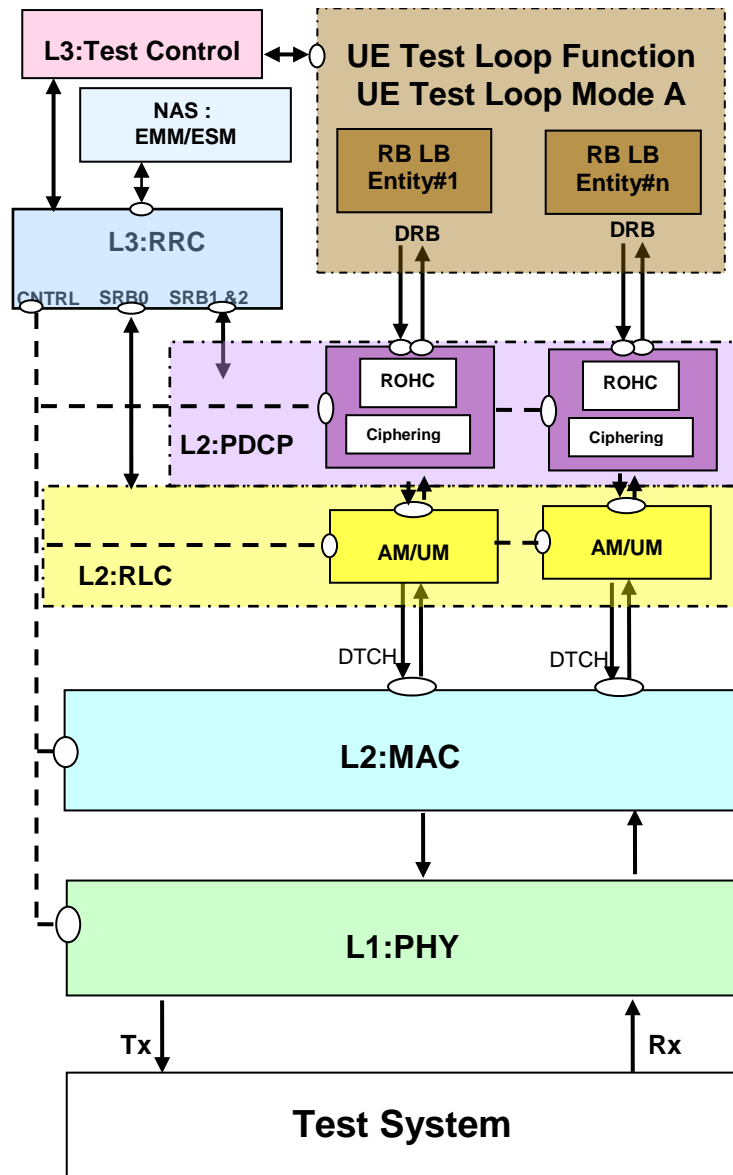 L3:Test Control
UE Test Loop Function
UE Test Loop Mode A
NAS :
EMM/ESM
RB LB
Entity#1
RB LB
Entity#n
DRB
DRB
L3:RRC
CNTRL
SRB0
SRB1 &2
ROHC
Ciphering
ROHC
Ciphering
L2:PDCP
AM/UM
AM/UM
L2:RLC
DTCH
DTCH
L2:MAC
L1:PHY
Tx
Rx
Test System